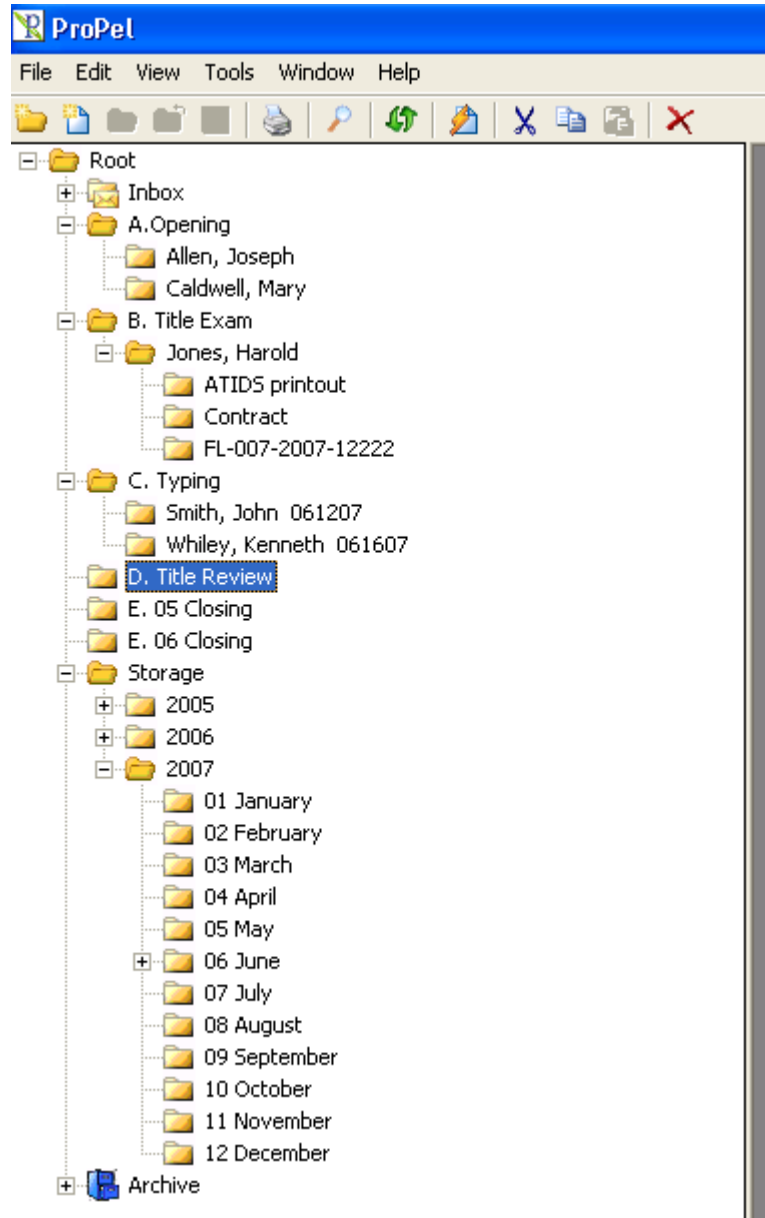 ProPel
File Edit View Tools Window Help
Root
Inbox
A.Opening
Allen, Joseph
Caldwell, Mary
B. Title Exam
Jones, Harold
ATIDS printout
Contract
FL-007-2007-12222
C. Typing
Smith, John 061207
Whiley, Kenneth 061607
D. Title Review
E. 05 Closing
E. 06 Closing
Storage
2005
2006
2007
01 January
02 February
03 March
04 April
05 May
06 June
07 July
08 August
09 September
10 October
11 November
12 December
Archive